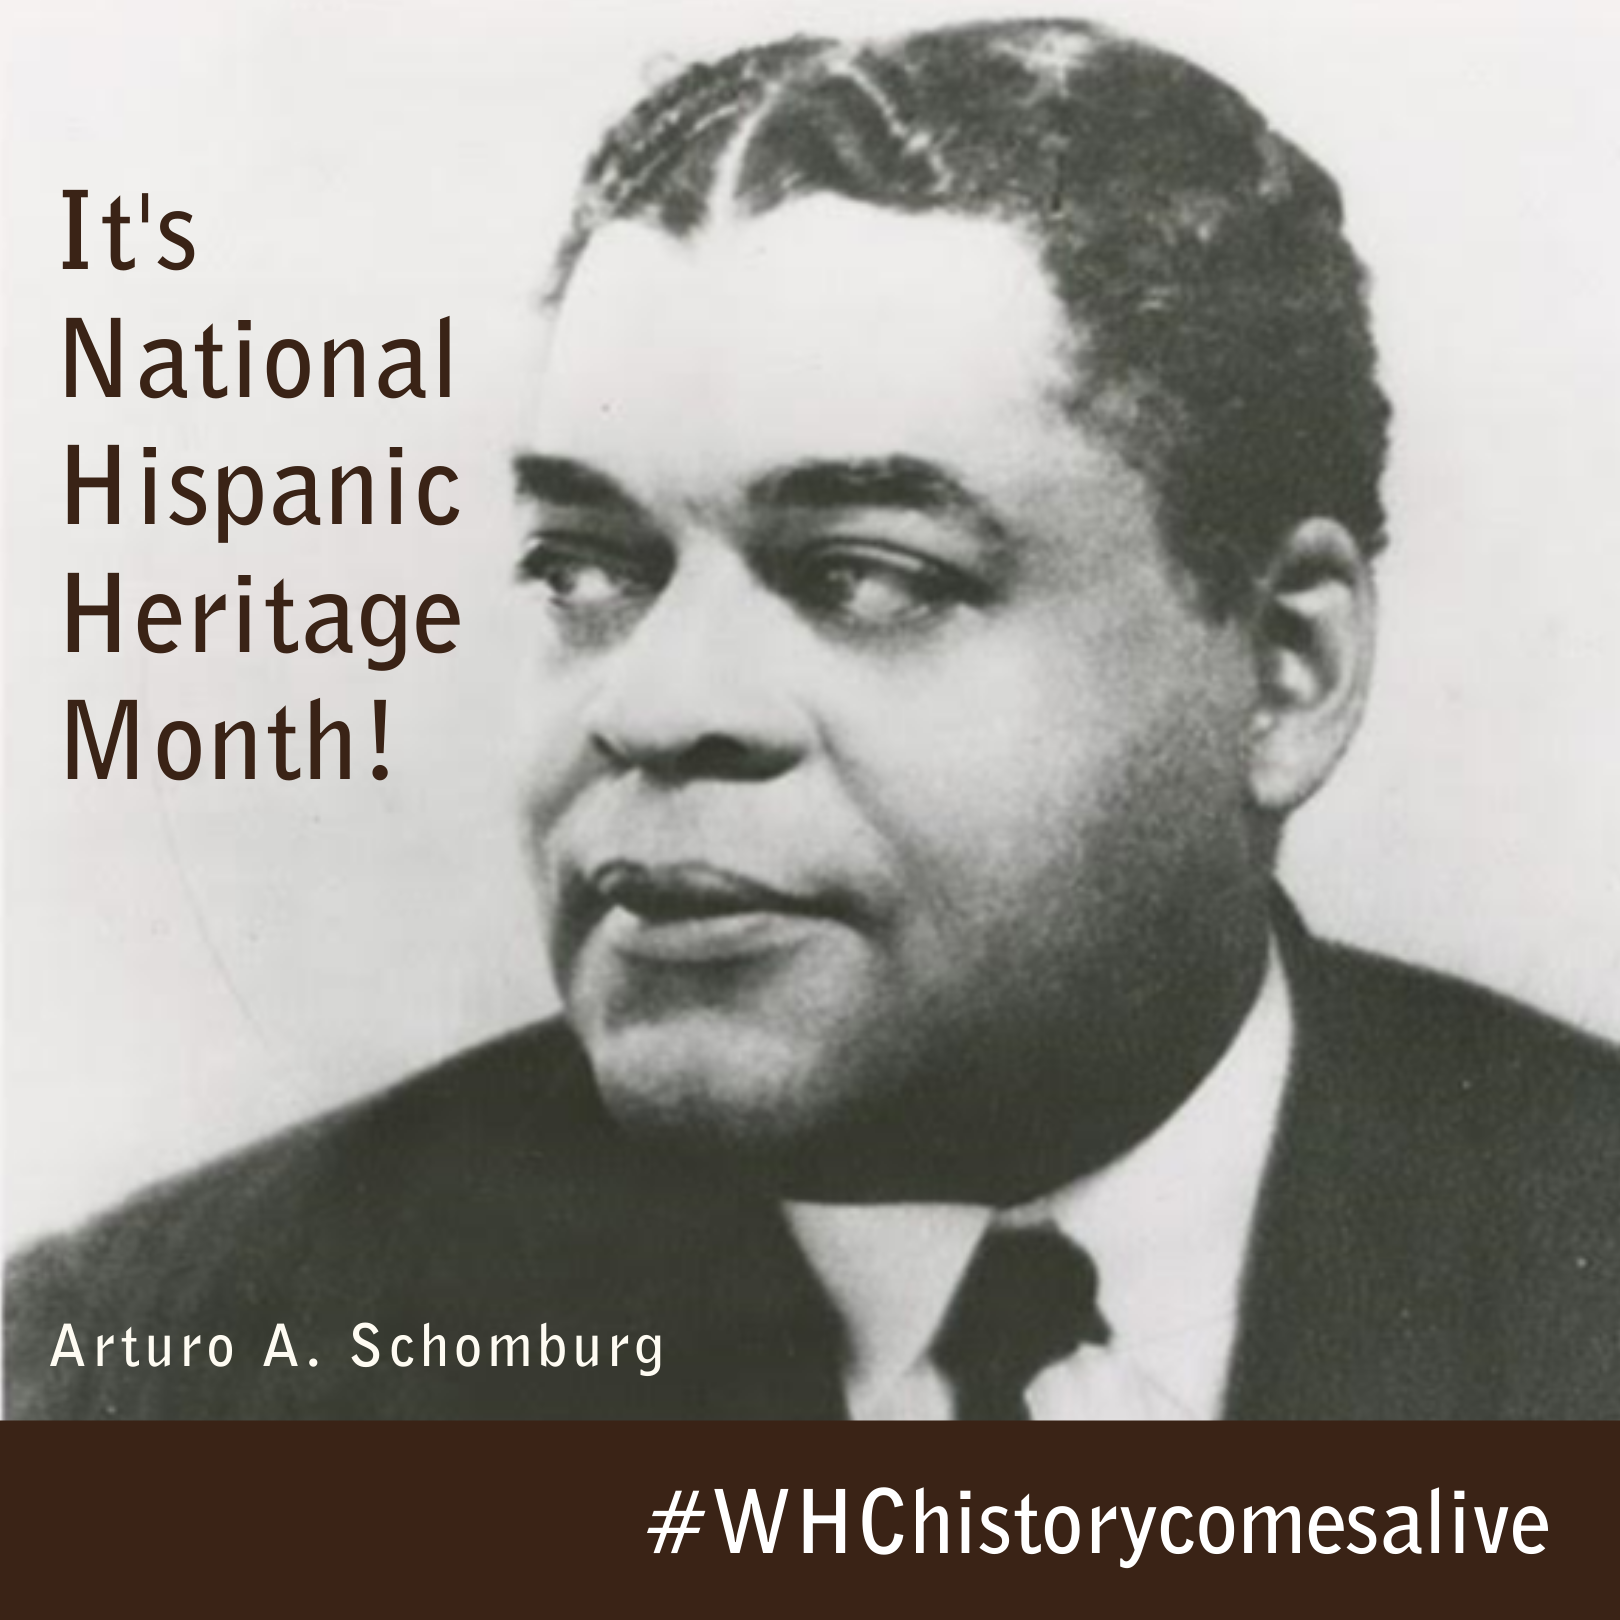 It's
National
Hispanic
Heritage
Month!
Arturo A. Schomburg
#WHChistorycomesalive